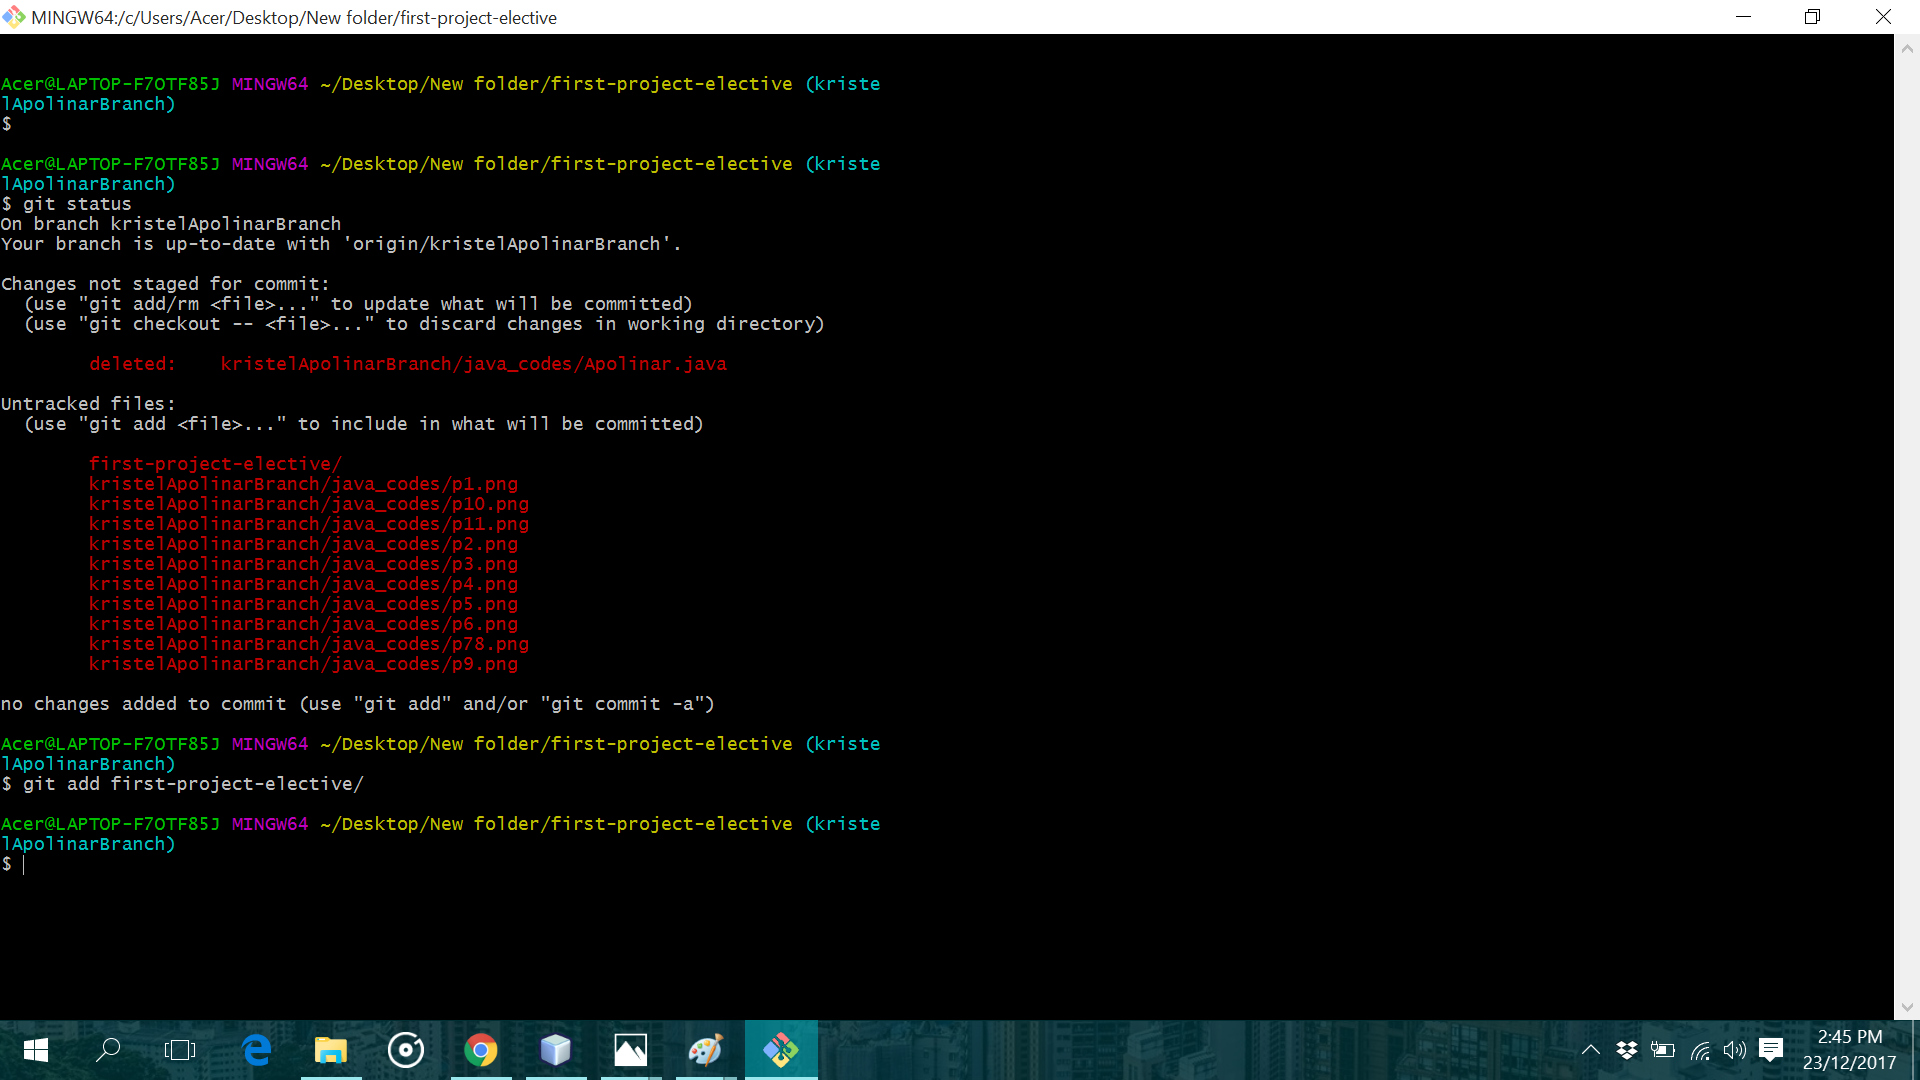 MINGW64:/c/Users/Acer/Desktop/New folder/first-project-elective
Acer@LAPTOP-F7OTF85J MINGW64 ~/Desktop/New folder/first-project-elective (kriste
lApolinarBranch)
$
Acer@LAPTOP-F7OTF85J MINGW64 ~/Desktop/New folder/first-project-elective (kriste
lApolinarBranch)
$ git status
On branch kristelApolinarBranch
Your branch is up-to-date with 'origin/kristelApolinarBranch'.
Changes not staged for commit:
  (use "git add/rm <file>..." to update what will be committed)
  (use "git checkout -- <file>..." to discard changes in working directory)
        deleted:    kristelApolinarBranch/java_codes/Apolinar.java
Untracked files:
  (use "git add <file>..." to include in what will be committed)
        first-project-elective/
        kristelApolinarBranch/java_codes/p1.png
        kristelApolinarBranch/java_codes/p10.png
        kristelApolinarBranch/java_codes/p11.png
        kristelApolinarBranch/java_codes/p2.png
        kristelApolinarBranch/java_codes/p3.png
        kristelApolinarBranch/java_codes/p4.png
        kristelApolinarBranch/java_codes/p5.png
        kristelApolinarBranch/java_codes/p6.png
        kristelApolinarBranch/java_codes/p78.png
        kristelApolinarBranch/java_codes/p9.png
no changes added to commit (use "git add" and/or "git commit -a")
Acer@LAPTOP-F7OTF85J MINGW64 ~/Desktop/New folder/first-project-elective (kriste
lApolinarBranch)
$ git add first-project-elective/
Acer@LAPTOP-F7OTF85J MINGW64 ~/Desktop/New folder/first-project-elective (kriste
lApolinarBranch)
$
2:45 PM
23/12/2017